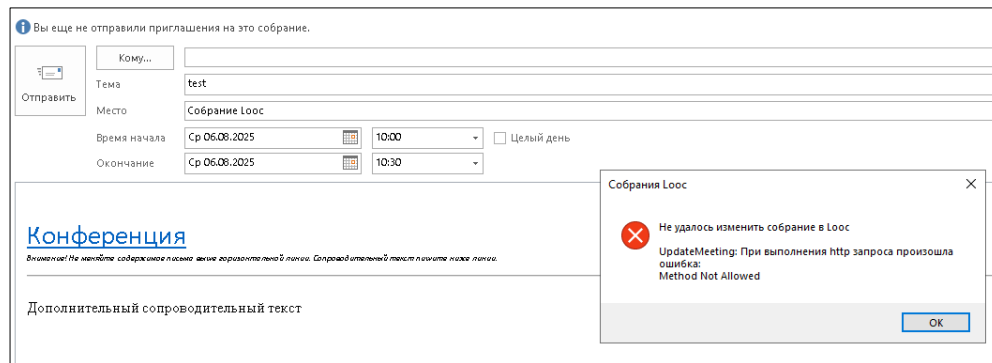 Вы еще не отправили приглашения на это собрание.
Отправить
Кому...
Тема
test
Место
Собрание Looc
Время начала
Ср 06.08.2025
10:00
Целый день
Окончание
Ср 06.08.2025
10:30
Конференция
Внимание! Не меняйте содержимое письма выше горизонтальной линии. Сопроводительный текст пишите ниже линии.
Дополнительный сопроводительный текст
Собрания Looc
Не удалось изменить собрание в Looc
UpdateMeeting: При выполнения http запроса произошла
ошибка:
Method Not Allowed
OK